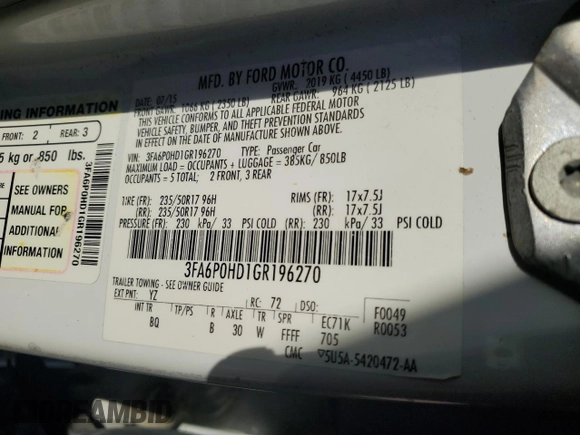 MFD. BY FORD MOTOR CO.
DATE: 07/15 GVWR: 2019 KG ( 4450 LB)
FRONT GAWR: 1066 KG ( 2350 LB) REAR GAWR: 964 KG ( 2125 LB)
THIS VEHICLE CONFORMS TO ALL APPLICABLE FEDERAL MOTOR
VEHICLE SAFETY, BUMPER, AND THEFT PREVENTION STANDARDS
IN EFFECT ON THE DATE OF MANUFACTURE SHOWN ABOVE.
VIN: 3FA6P0HD1GR196270 TYPE: Passenger Car
MAXIMUM LOAD = OCCUPANTS + LUGGAGE = 385KG/ 850LB
OCCUPANTS = 5 TOTAL: 2 FRONT, 3 REAR
TIRE (FR): 235/50R17 96H RIMS (FR): 17x7.5J
(RR): 235/50R17 96H (RR): 17x7.5J
PRESSURE (FR): 230 kPa/ 33 PSI COLD (RR): 230 kPa/ 33 PSI COLD
3FA6P0HD1GR196270
TRAILER TOWING - SEE OWNER GUIDE
EXT PNT: YZ RC: 72 DSO:
INT TR TP/PS R AXLE TR SPR EC71K
BQ B 30 W FFFF 705
CMC 5U5A-5420472-AA
F0049
R0053
ING INFORMATION
FRONT: 2 REAR: 3
5 kg or 850 lbs.
SEE OWNERS
MANUAL FOR
ADDITIONAL
INFORMATION
3FA6P0HD1GR196270
DREAMBID